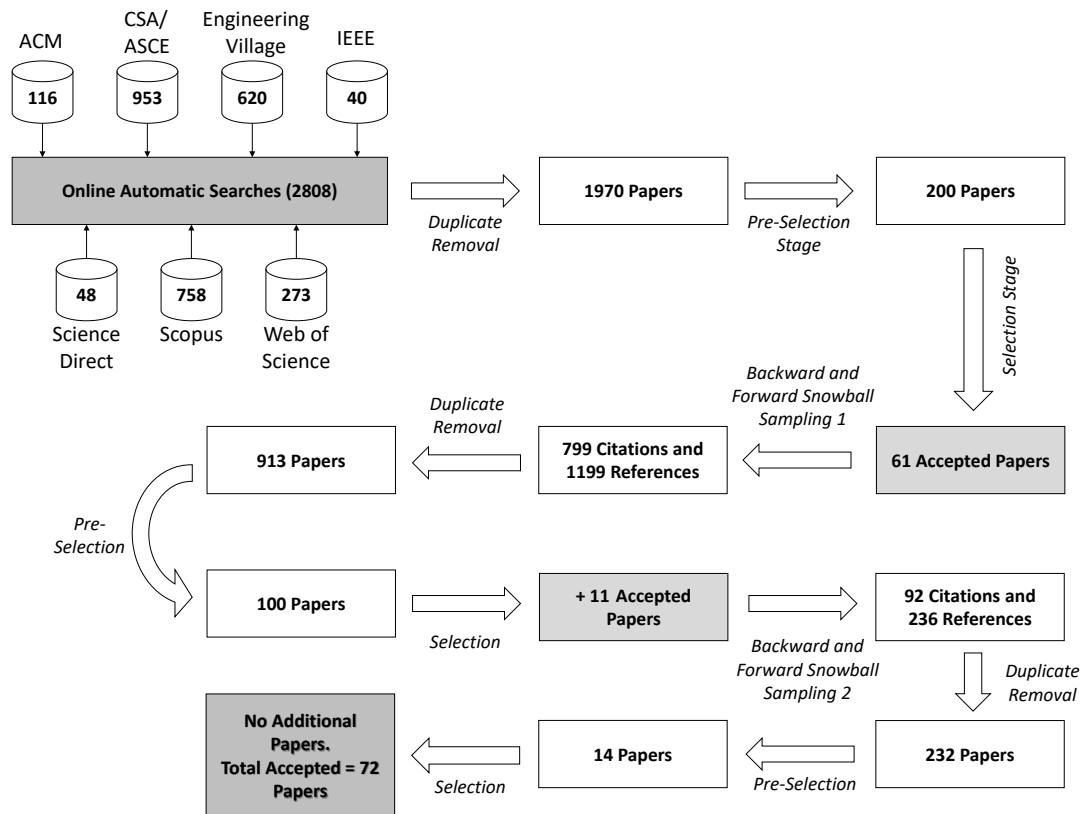 ACM
CSA/
ASCE
Engineering
Village
IEEE
116
953
620
40
Online Automatic Searches (2808)
Duplicate
Removal
1970 Papers
Pre-Selection
Stage
200 Papers
48
758
273
Science
Direct
Scopus
Web of
Science
Selection Stage
61 Accepted Papers
Backward and
Forward Snowball
Sampling 1
799 Citations and
1199 References
Duplicate
Removal
913 Papers
Pre-
Selection
100 Papers
Selection
+ 11 Accepted
Papers
Backward and
Forward Snowball
Sampling 2
92 Citations and
236 References
Duplicate
Removal
232 Papers
Pre-Selection
14 Papers
Selection
No Additional
Papers.
Total Accepted = 72
Papers